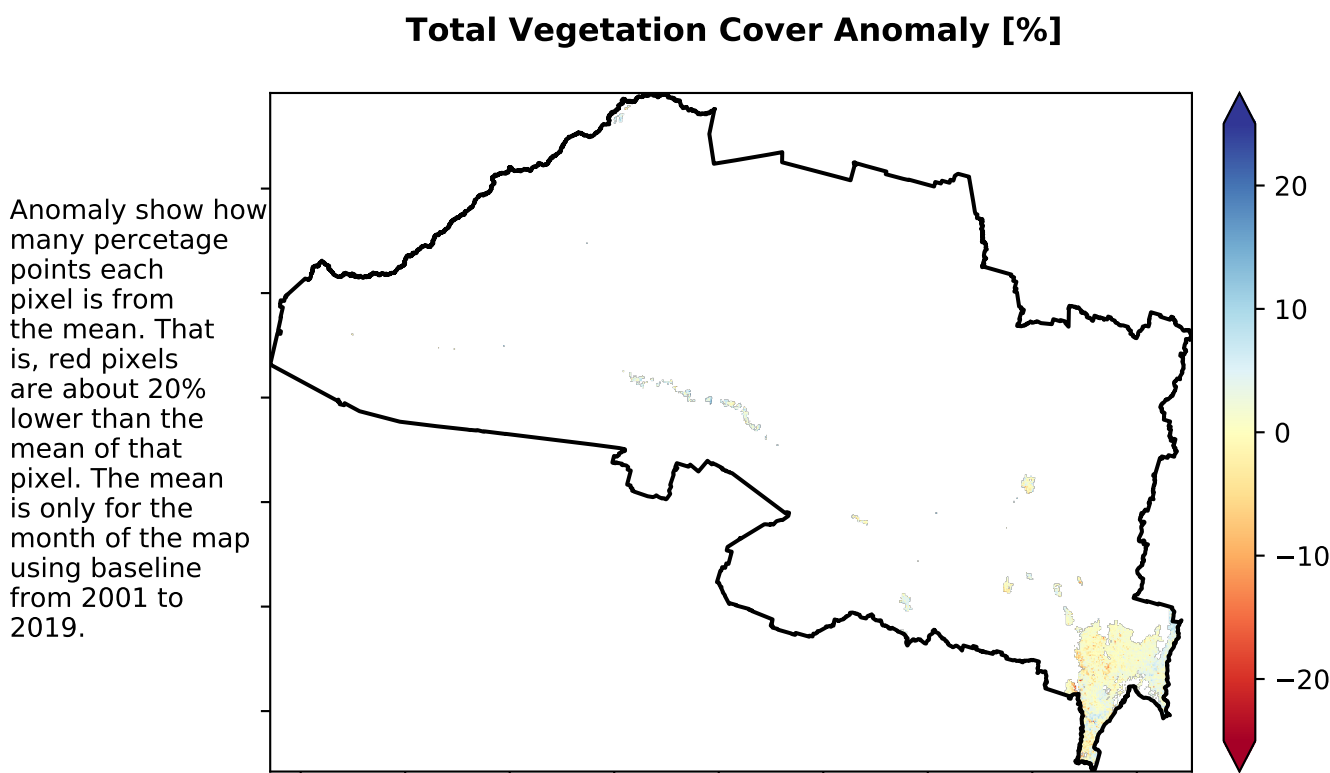 Total Vegetation Cover Anomaly [%]
Anomaly show how
many percetage
points each
pixel is from
the mean. That
is, red pixels
are about 20%
lower than the
mean of that
pixel. The mean
is only for the
month of the map
using baseline
from 2001 to
2019.
20
10
0
−10
−20